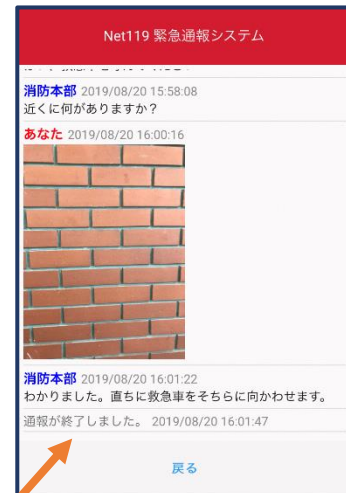 Net119 緊急通報システム
消防本部 2019/08/20 15:58:08
近くに何がありますか?
あなた 2019/08/20 16:00:16
消防本部 2019/08/20 16:01:22
わかりました。直ちに救急車をそちらに向かわせます。
通報が終了しました。 2019/08/20 16:01:47
戻る